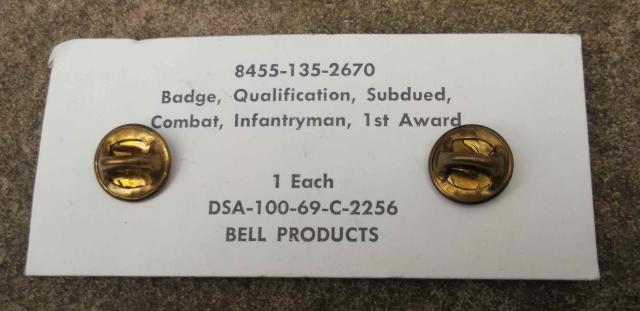 8455-135-2670
Badge, Qualification, Subdued,
Combat, Infantryman, 1st Award
1 Each
DSA-100-69-C-2256
BELL PRODUCTS